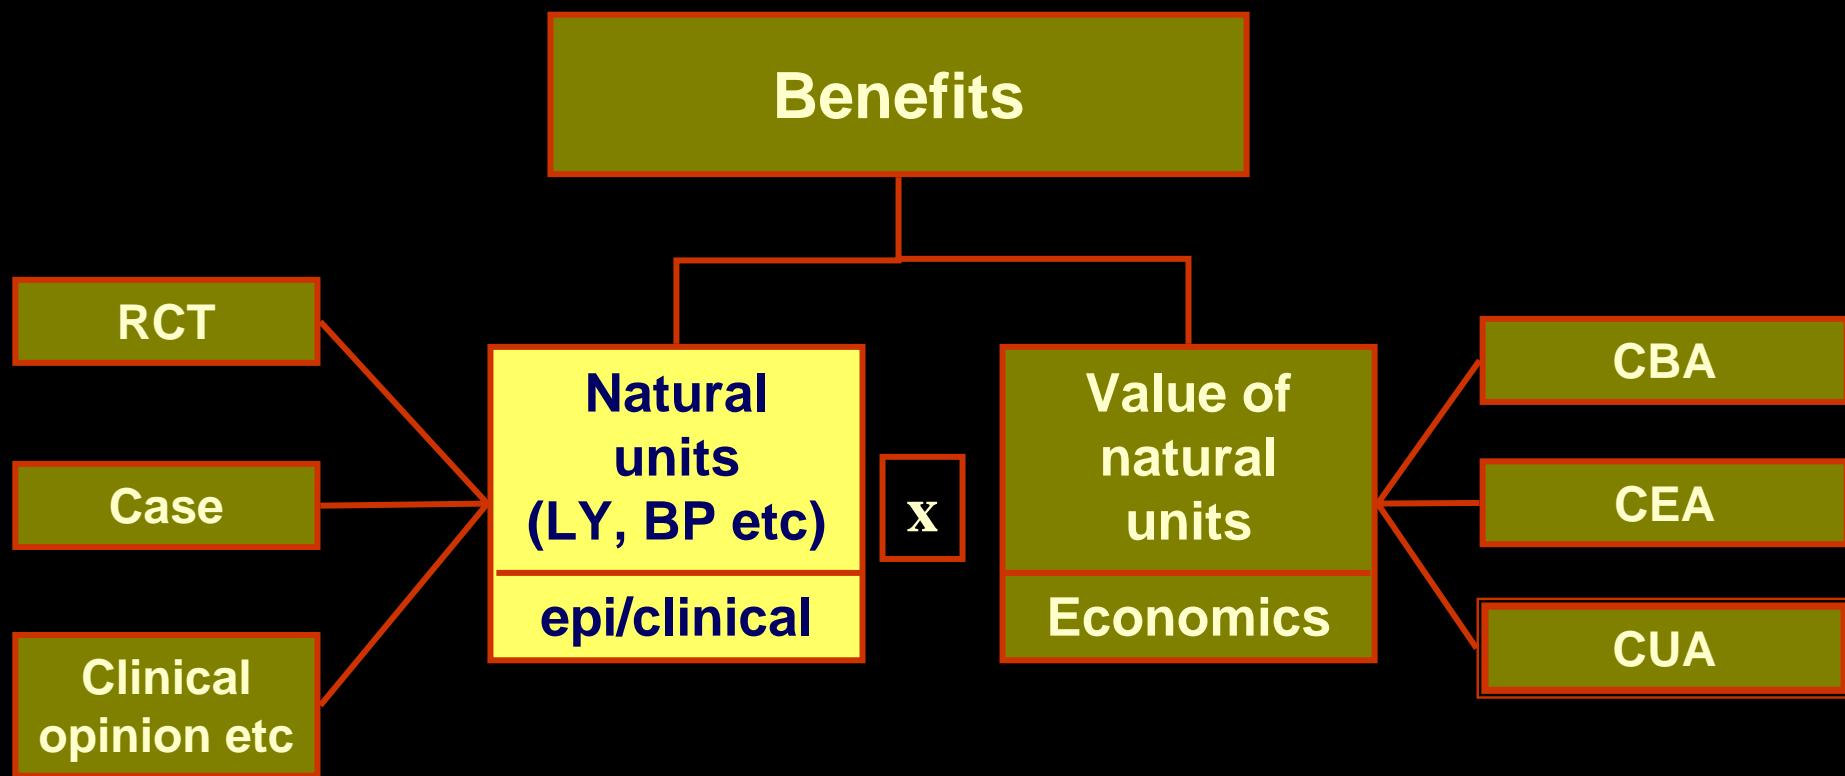 Benefits
RCT
Case
Clinical
opinion etc
Natural
units
(LY, BP etc)
epi/clinical
x
Value of
natural
units
Economics
CBA
CEA
CUA